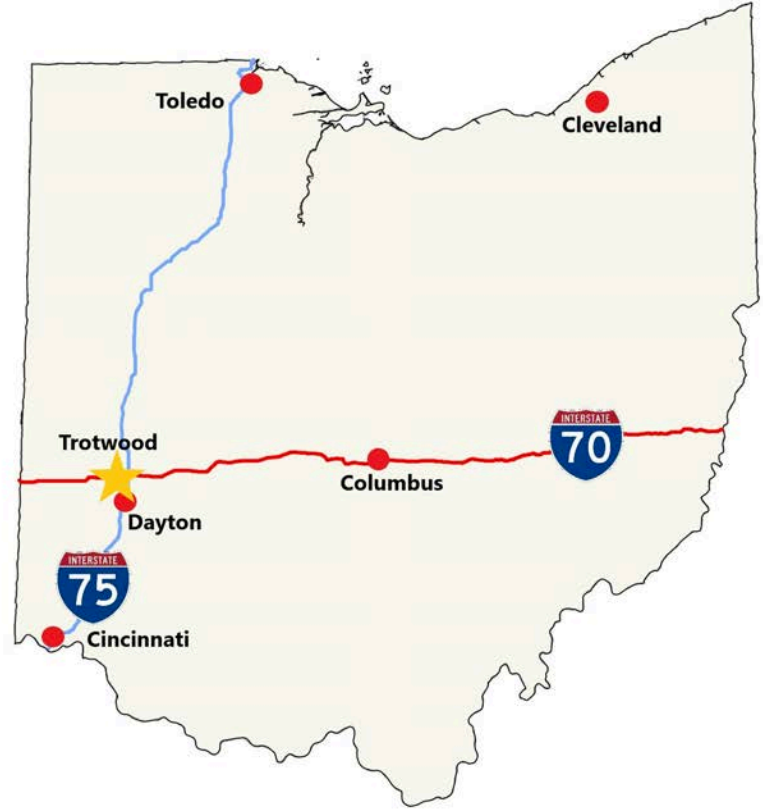 Toledo
Cleveland
Trotwood
INTERSTATE
70
Columbus
Dayton
INTERSTATE
75
Cincinnati